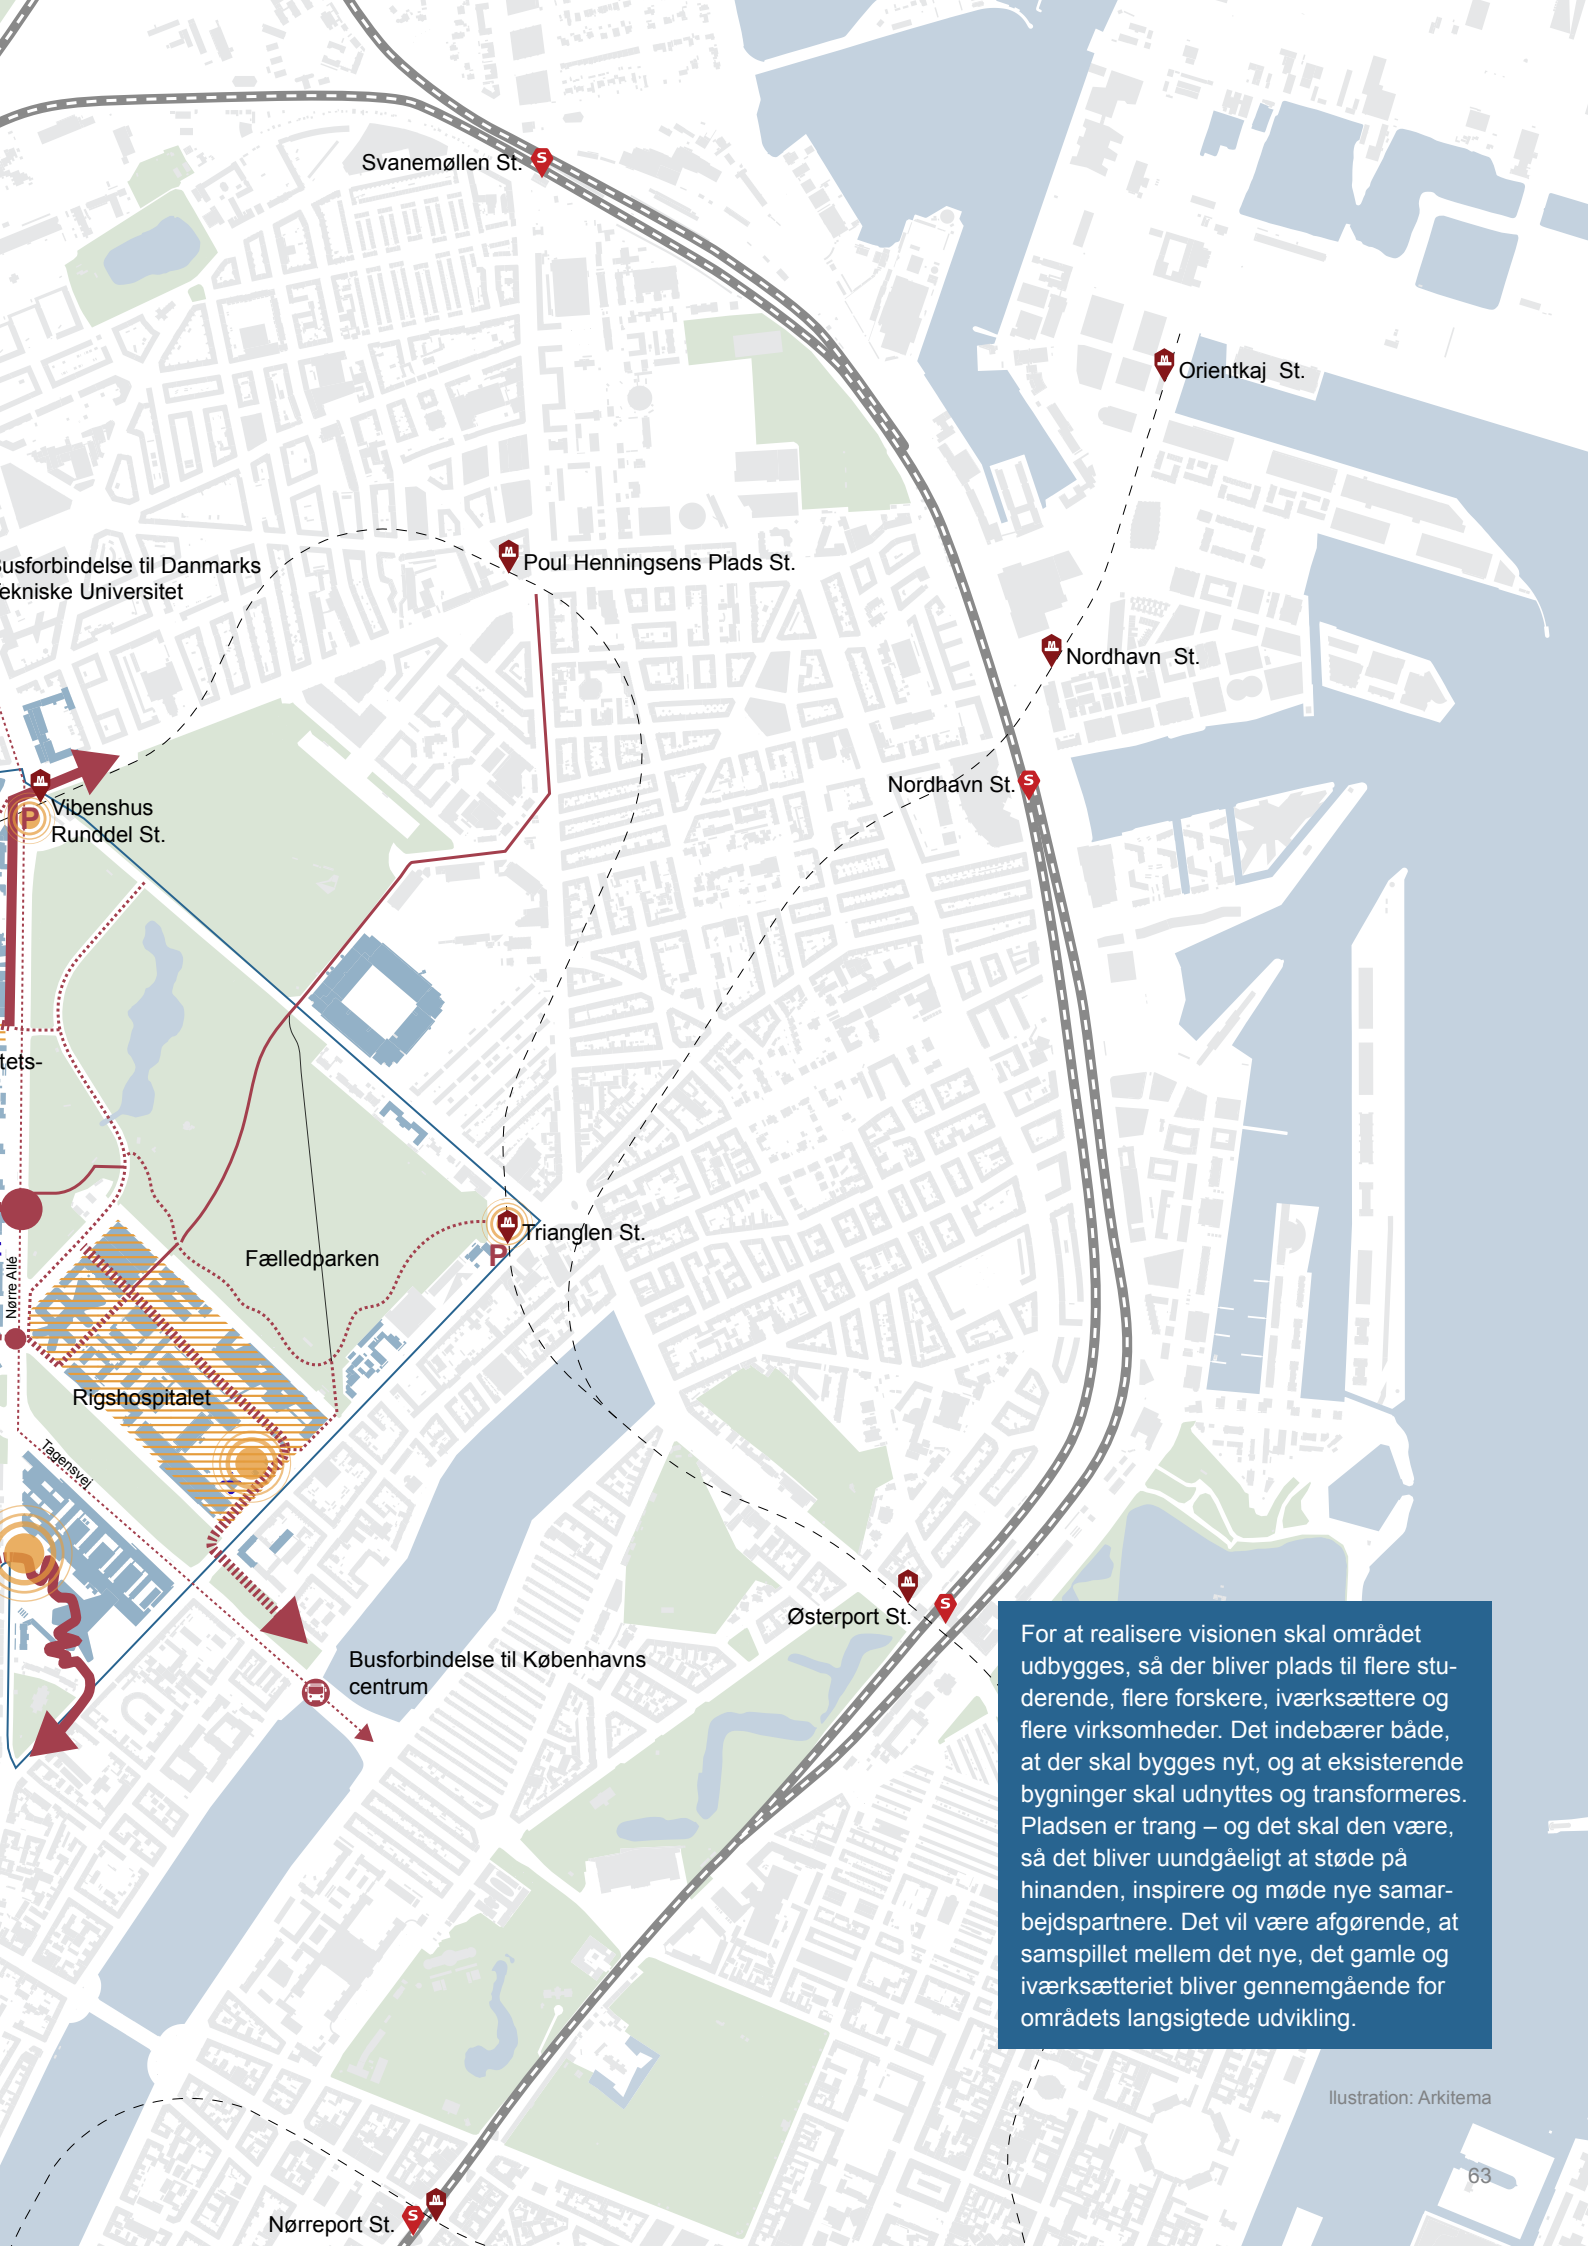 Svanemøllen St.
S
M
Orientkaj  St.
M
Poul Henningsens Plads St.
usforbindelse til Danmarks
ekniske Universitet
M
Nordhavn  St.
Nordhavn St.
S
M
Vibenshus
Runddel St.
P
tets-
M
Trianglen St.
P
Fælledparken
Nørre Allé
Rigshospitalet
Tagensvej
M
Østerport St.
S
Busforbindelse til Københavns
centrum
For at realisere visionen skal området
udbygges, så der bliver plads til flere stu-
derende, flere forskere, iværksættere og
flere virksomheder. Det indebærer både,
at der skal bygges nyt, og at eksisterende
bygninger skal udnyttes og transformeres.
Pladsen er trang – og det skal den være,
så det bliver uundgåeligt at støde på
hinanden, inspirere og møde nye samar-
bejdspartnere. Det vil være afgørende, at
samspillet mellem det nye, det gamle og
iværksætteriet bliver gennemgående for
områdets langsigtede udvikling.
llustration: Arkitema
63
M
S
Nørreport St.